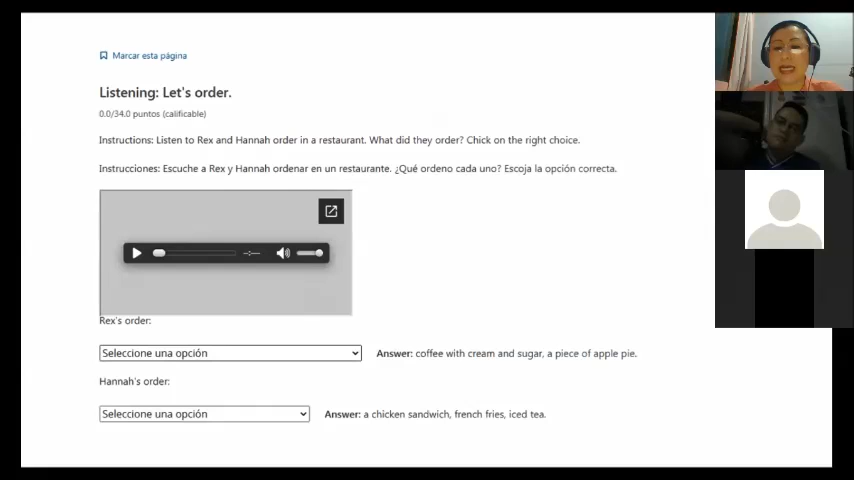 Marcar esta página
Listening: Let's order.
0.0/34.0 puntos (calificable)
Instructions: Listen to Rex and Hannah order in a restaurant. What did they order? Chick on the right choice.
Instrucciones: Escuche a Rex y Hannah ordenar en un restaurante. ¿Qué ordeno cada uno? Escoja la opción correcta.
-:--
Rex's order:
Seleccione una opción Answer: coffee with cream and sugar, a piece of apple pie.
Hannah's order:
Seleccione una opción Answer: a chicken sandwich, french fries, iced tea.